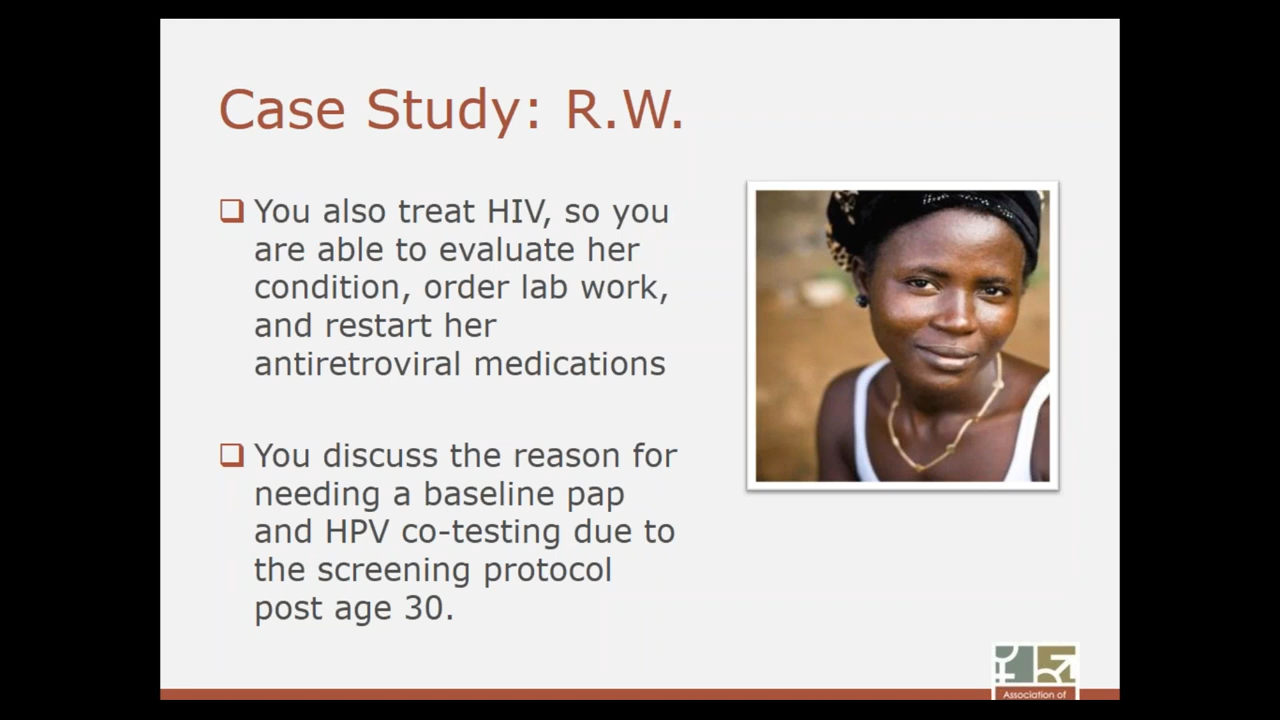 Case Study: R.W.
You also treat HIV, so you
are able to evaluate her
condition, order lab work,
and restart her
antiretroviral medications
You discuss the reason for
needing a baseline pap
and HPV co-testing due to
the screening protocol
post age 30.
Association of